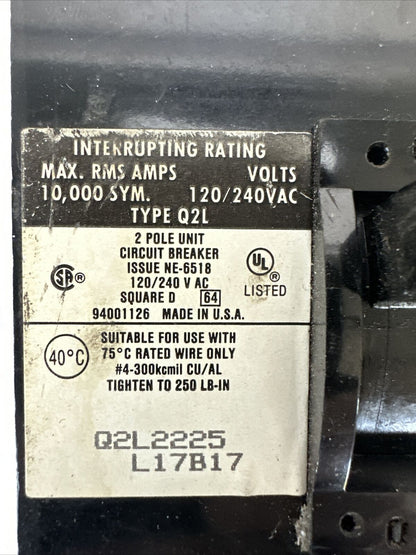 INTERRUPTING RATING
MAX. RMS AMPS VOLTS
10,000 SYM. 120/240VAC
TYPE Q2L
2 POLE UNIT
CIRCUIT BREAKER
ISSUE NE-6518
120/240 V AC
SQUARE D 64
94001126 MADE IN U.S.A.
SA ®
UL ®
LISTED
40°C
SUITABLE FOR USE WITH
75°C RATED WIRE ONLY
#4-300kcmil CU/AL
TIGHTEN TO 250 LB-IN
Q2L2225
L17B17